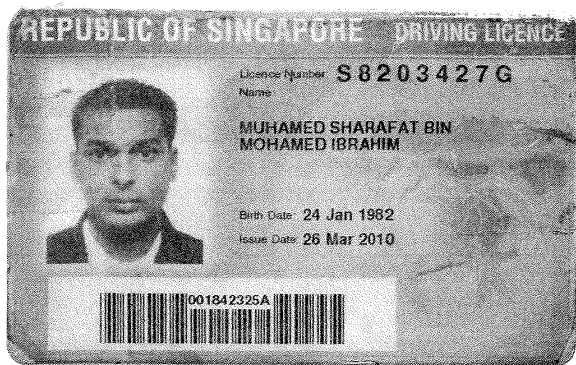 REPUBLIC OF SINGAPORE DRIVING LICENCE
Licence Number S8203427G
Name
MUHAMED SHARAFAT BIN
MOHAMED IBRAHIM
Birth Date 24 Jan 1982
Issue Date 26 Mar 2010
001842325A